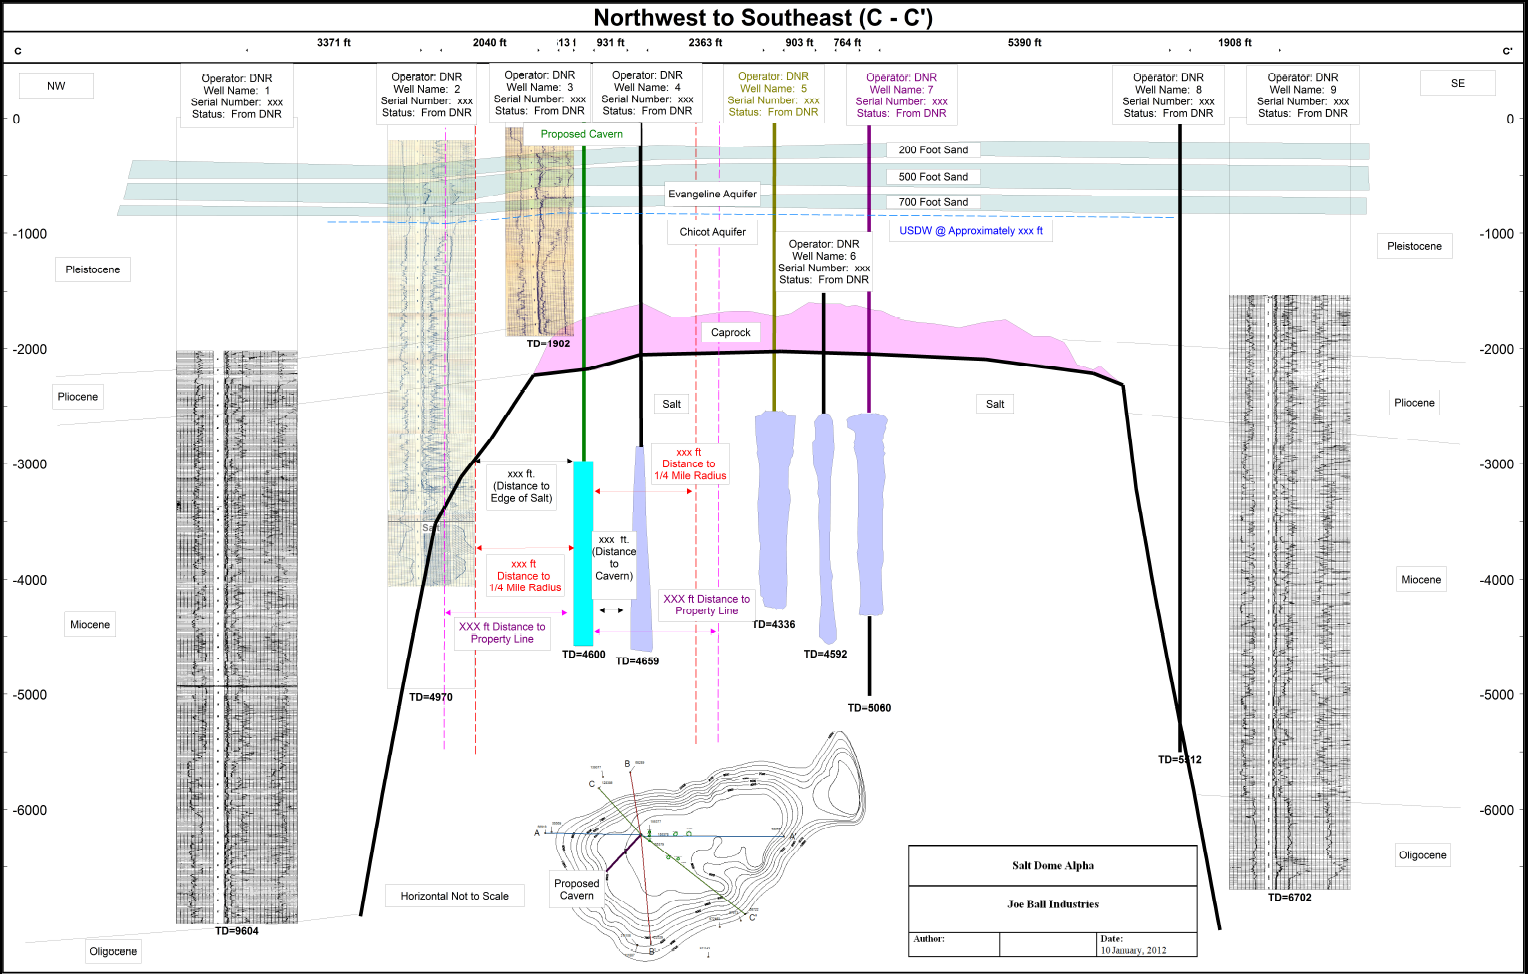 Northwest to Southeast (C - C')
C
3371 ft
2040 ft
931 ft
2363 ft
903 ft
764 ft
5390 ft
1908 ft
C'
NW
Operator: DNR
Well Name: 1
Serial Number: xxx
Status: From DNR
Operator: DNR
Well Name: 2
Serial Number: xxx
Status: From DNR
Operator: DNR
Well Name: 3
Serial Number: xxx
Status: From DNR
Operator: DNR
Well Name: 4
Serial Number: xxx
Status: From DNR
Operator: DNR
Well Name: 5
Serial Number: xxx
Status: From DNR
Operator: DNR
Well Name: 7
Serial Number: xxx
Status: From DNR
Operator: DNR
Well Name: 8
Serial Number: xxx
Status: From DNR
Operator: DNR
Well Name: 9
Serial Number: xxx
Status: From DNR
SE
0
0
Proposed Cavern
200 Foot Sand
500 Foot Sand
Evangeline Aquifer
700 Foot Sand
-1000
Chicot Aquifer
USDW @ Approximately xxx ft
-1000
Operator: DNR
Well Name: 6
Serial Number: xxx
Status: From DNR
Pleistocene
Pleistocene
Caprock
TD=1902
-2000
-2000
Pliocene
Salt
Salt
Pliocene
-3000
-3000
xxx ft.
(Distance to
Edge of Salt)
xxx ft
Distance to
1/4 Mile Radius
Salt
xxx ft.
(Distance
to
Cavern)
xxx ft
Distance to
1/4 Mile Radius
-4000
-4000
Miocene
Miocene
XXX ft Distance to
Property Line
XXX ft Distance to
Property Line
TD=4336
TD=4600
TD=4659
TD=4592
-5000
TD=4970
TD=5060
-5000
TD=5512
-6000
-6000
B
C
A
A'
C'
B'
Proposed
Cavern
Horizontal Not to Scale
Salt Dome Alpha
Joe Ball Industries
Author:
Date:
10 January, 2012
Oligocene
TD=6702
TD=9604
Oligocene